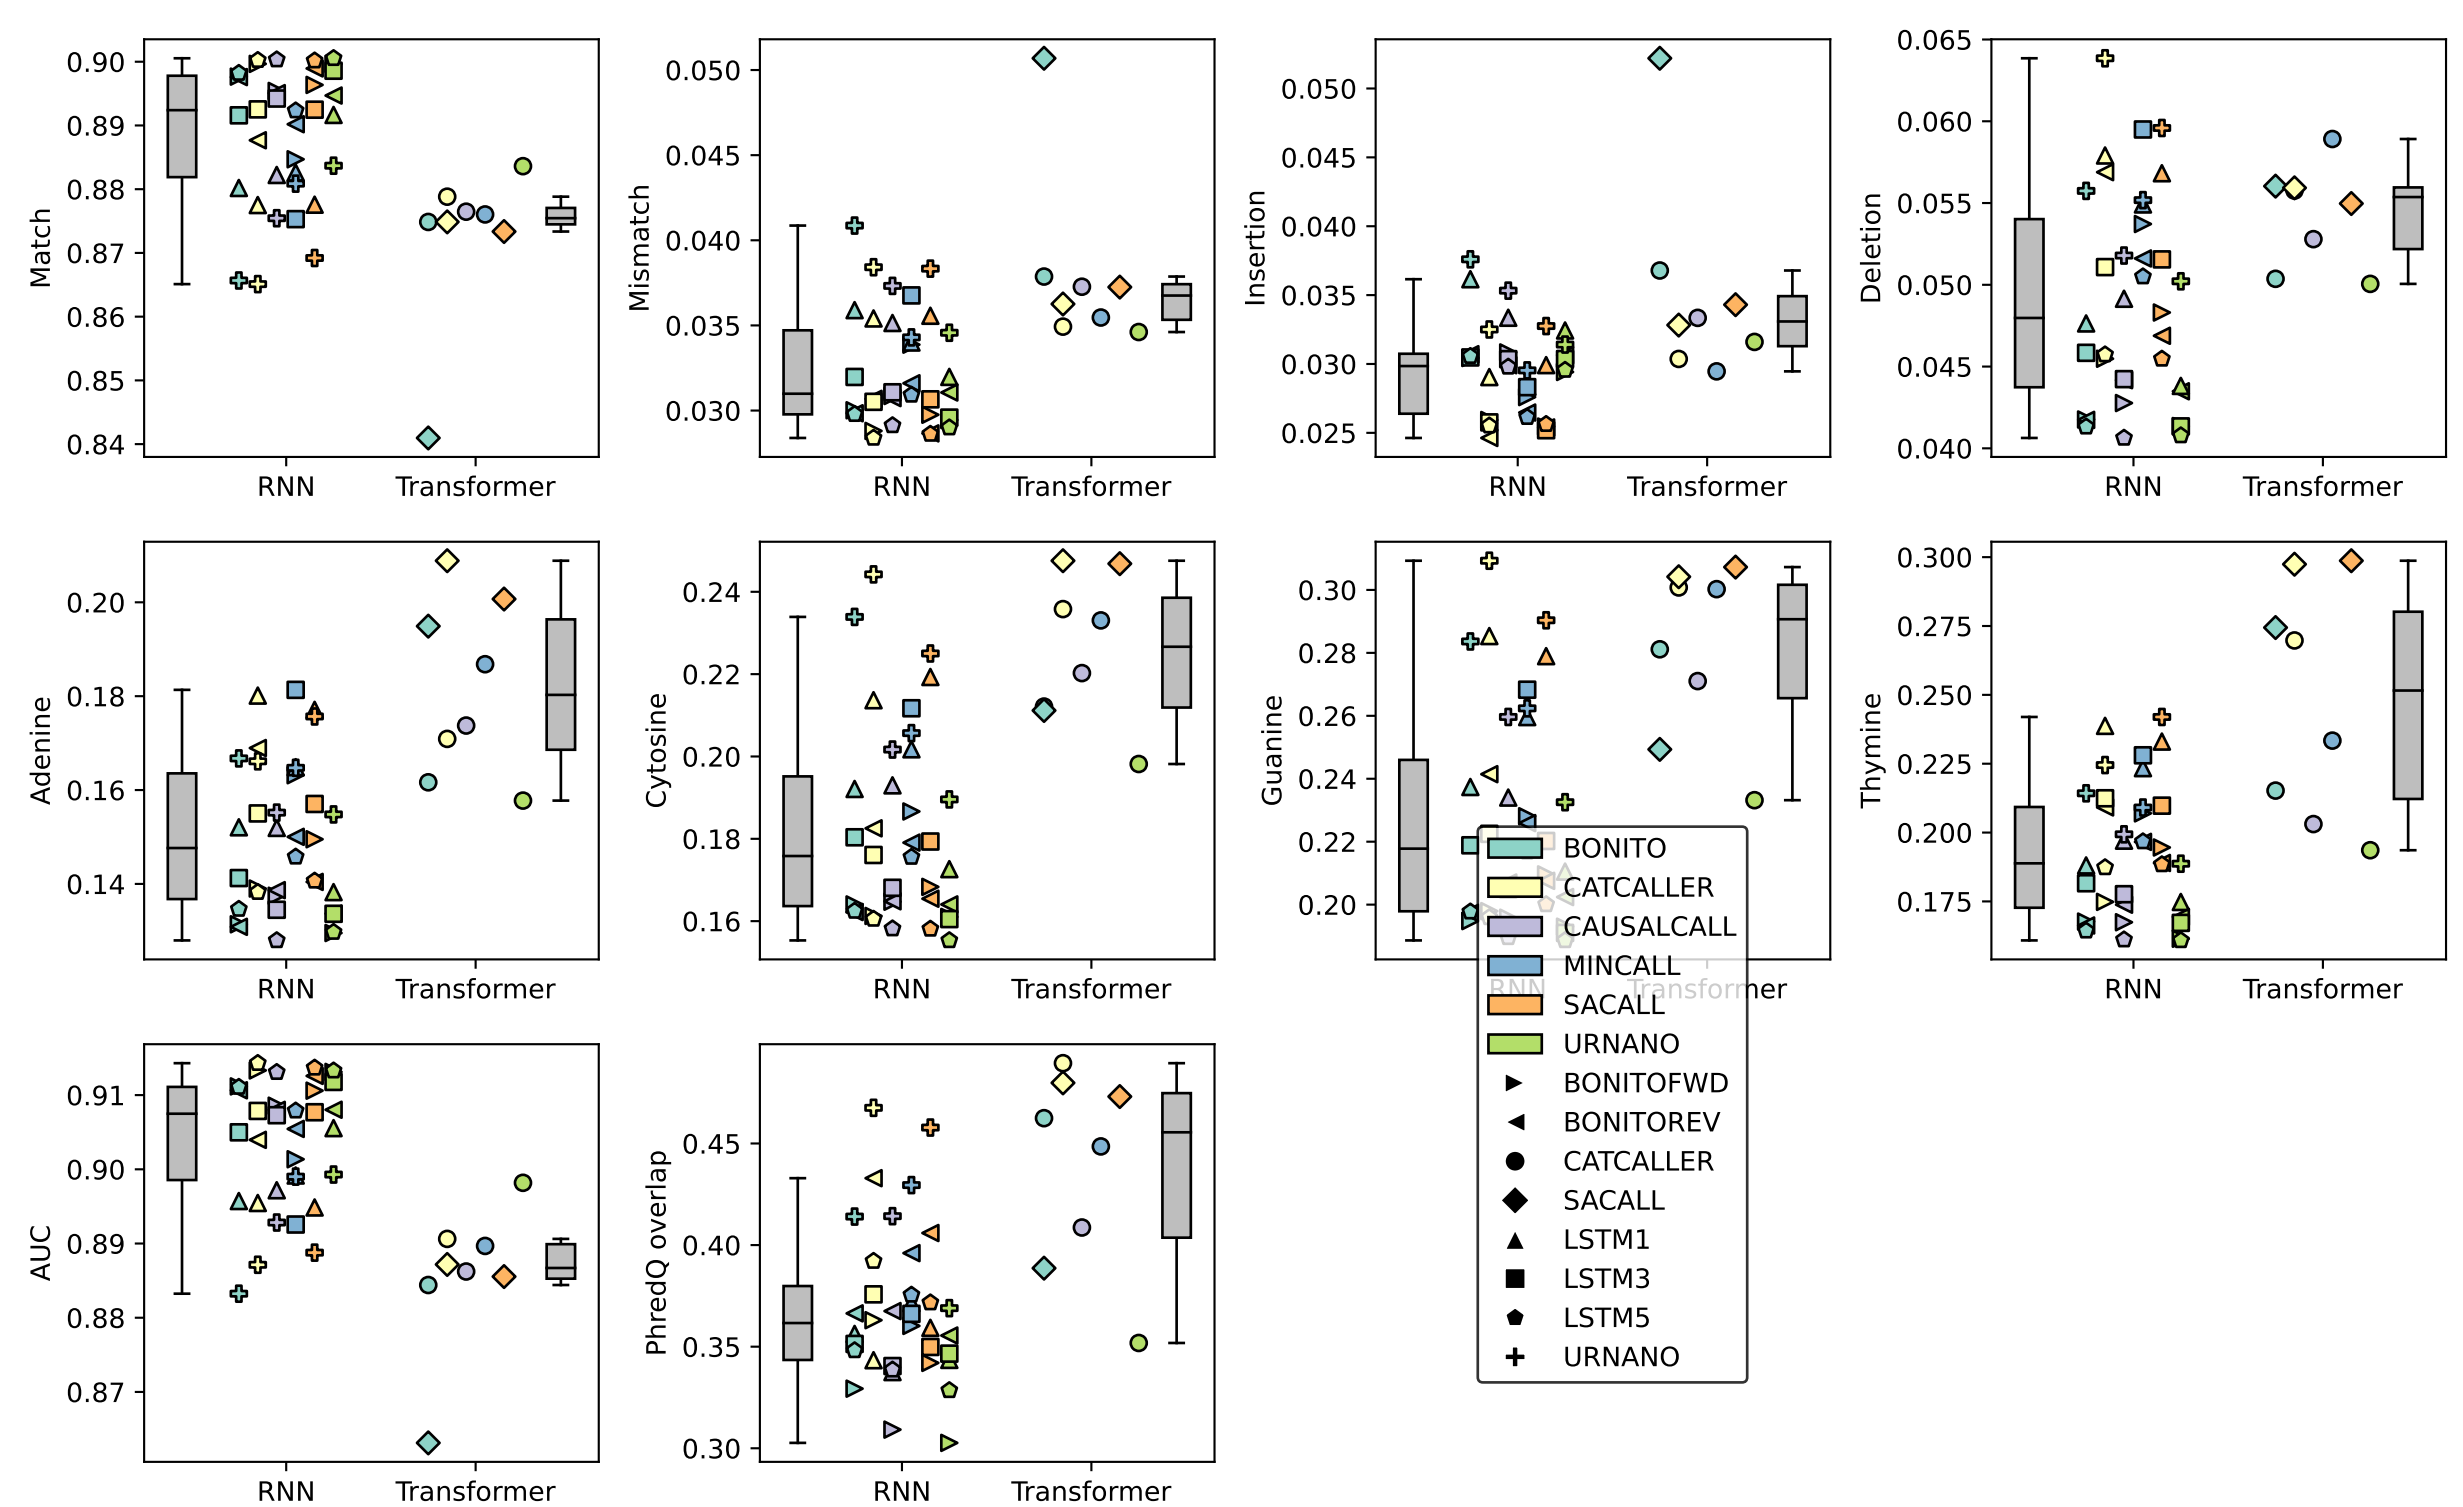 Match
0.90
0.89
0.88
0.87
0.86
0.85
0.84
RNN
Transformer
Mismatch
0.050
0.045
0.040
0.035
0.030
RNN
Transformer
Insertion
0.050
0.045
0.040
0.035
0.030
0.025
RNN
Transformer
Deletion
0.065
0.060
0.055
0.050
0.045
0.040
RNN
Transformer
Adenine
0.20
0.18
0.16
0.14
RNN
Transformer
Cytosine
0.24
0.22
0.20
0.18
0.16
RNN
Transformer
Guanine
0.30
0.28
0.26
0.24
0.22
0.20
RNN
Transformer
Thymine
0.300
0.275
0.250
0.225
0.200
0.175
RNN
Transformer
AUC
0.91
0.90
0.89
0.88
0.87
RNN
Transformer
PhredQ overlap
0.45
0.40
0.35
0.30
RNN
Transformer
BONITO
CATCALLER
CAUSALCALL
MINCALL
SACALL
URNANO
BONITOFWD
BONITOREV
CATCALLER
SACALL
LSTM1
LSTM3
LSTM5
URNANO